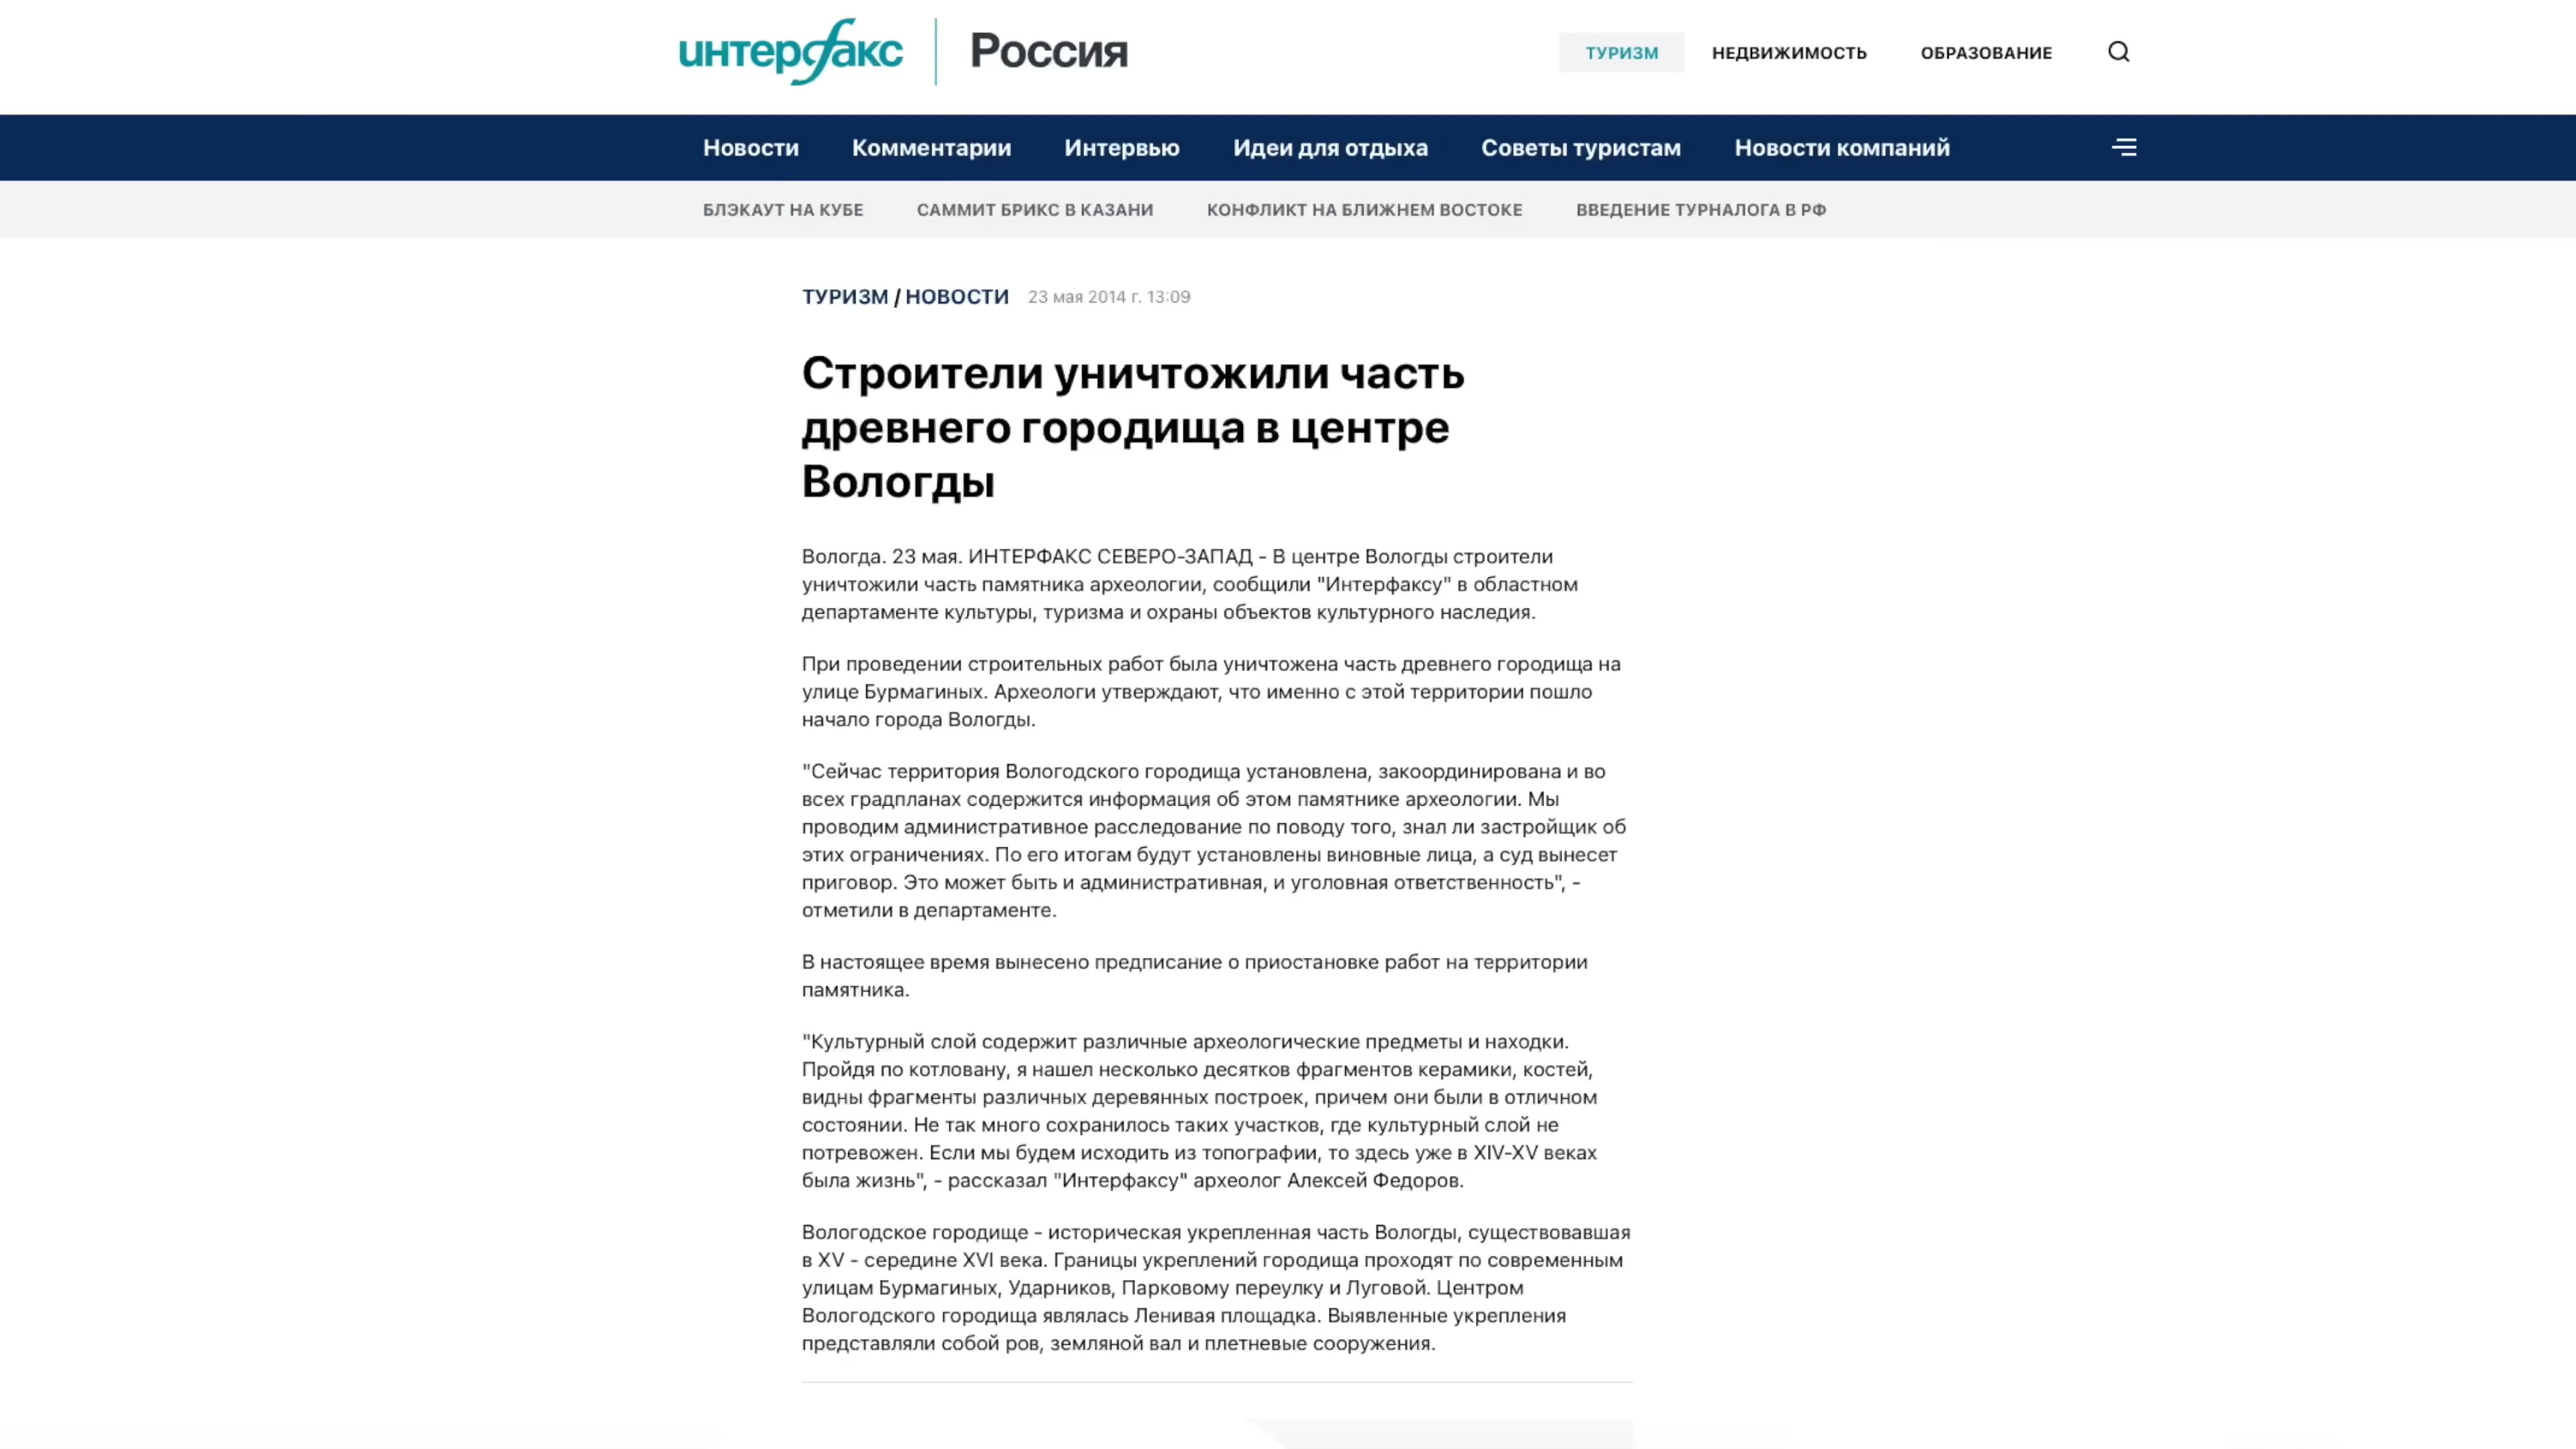 интерфакс
Россия
ТУРИЗМ
НЕДВИЖИМОСТЬ
ОБРАЗОВАНИЕ
Новости
Комментарии
Интервью
Идеи для отдыха
Советы туристам
Новости компаний
БЛЭКАУТ НА КУБЕ
САММИТ БРИКС В КАЗАНИ
КОНФЛИКТ НА БЛИЖНЕМ ВОСТОКЕ
ВВЕДЕНИЕ ТУРНАЛОГА В РФ
ТУРИЗМ / НОВОСТИ 23 мая 2014 г. 13:09
Строители уничтожили часть
древнего городища в центре
Вологды
Вологда. 23 мая. ИНТЕРФАКС СЕВЕРО-ЗАПАД - В центре Вологды строители
уничтожили часть памятника археологии, сообщили "Интерфаксу" в областном
департаменте культуры, туризма и охраны объектов культурного наследия.
При проведении строительных работ была уничтожена часть древнего городища на
улице Бурмагиных. Археологи утверждают, что именно с этой территории пошло
начало города Вологды.
"Сейчас территория Вологодского городища установлена, закоординирована и во
всех градпланах содержится информация об этом памятнике археологии. Мы
проводим административное расследование по поводу того, знал ли застройщик об
этих ограничениях. По его итогам будут установлены виновные лица, а суд вынесет
приговор. Это может быть и административная, и уголовная ответственность", -
отметили в департаменте.
В настоящее время вынесено предписание о приостановке работ на территории
памятника.
"Культурный слой содержит различные археологические предметы и находки.
Пройдя по котловану, я нашел несколько десятков фрагментов керамики, костей,
видны фрагменты различных деревянных построек, причем они были в отличном
состоянии. Не так много сохранилось таких участков, где культурный слой не
потревожен. Если мы будем исходить из топографии, то здесь уже в XIV-XV веках
была жизнь", - рассказал "Интерфаксу" археолог Алексей Федоров.
Вологодское городище - историческая укрепленная часть Вологды, существовавшая
в XV - середине XVI века. Границы укреплений городища проходят по современным
улицам Бурмагиных, Ударников, Парковому переулку и Луговой. Центром
Вологодского городища являлась Ленивая площадка. Выявленные укрепления
представляли собой ров, земляной вал и плетневые сооружения.